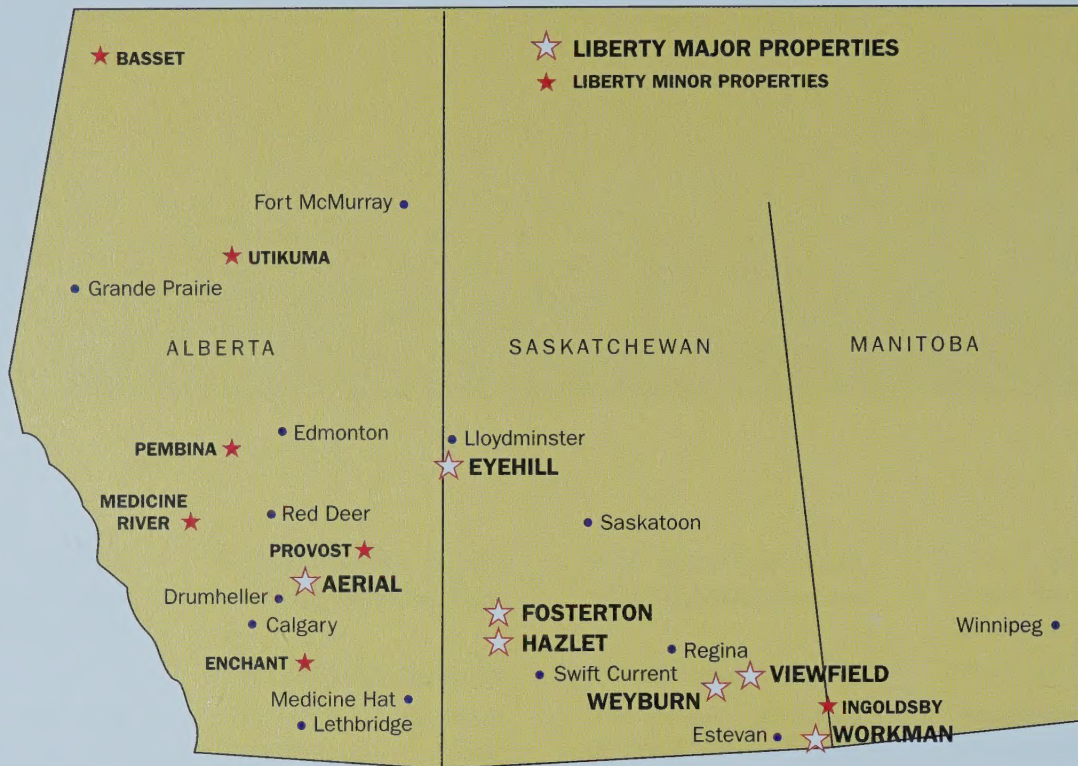 BASSET
LIBERTY MAJOR PROPERTIES
LIBERTY MINOR PROPERTIES
Fort McMurray
UTIKUMA
Grande Prairie
ALBERTA
SASKATCHEWAN
MANITOBA
Edmonton
Lloydminster
PEMBINA
EYEHILL
MEDICINE
RIVER
Red Deer
Saskatoon
PROVOST
AERIAL
Drumheller
FOSTERTON
Calgary
HAZLET
Winnipeg
ENCHANT
Regina
Swift Current
VIEWFIELD
WEYBURN
Medicine Hat
INGOLDSBY
Lethbridge
Estevan
WORKMAN